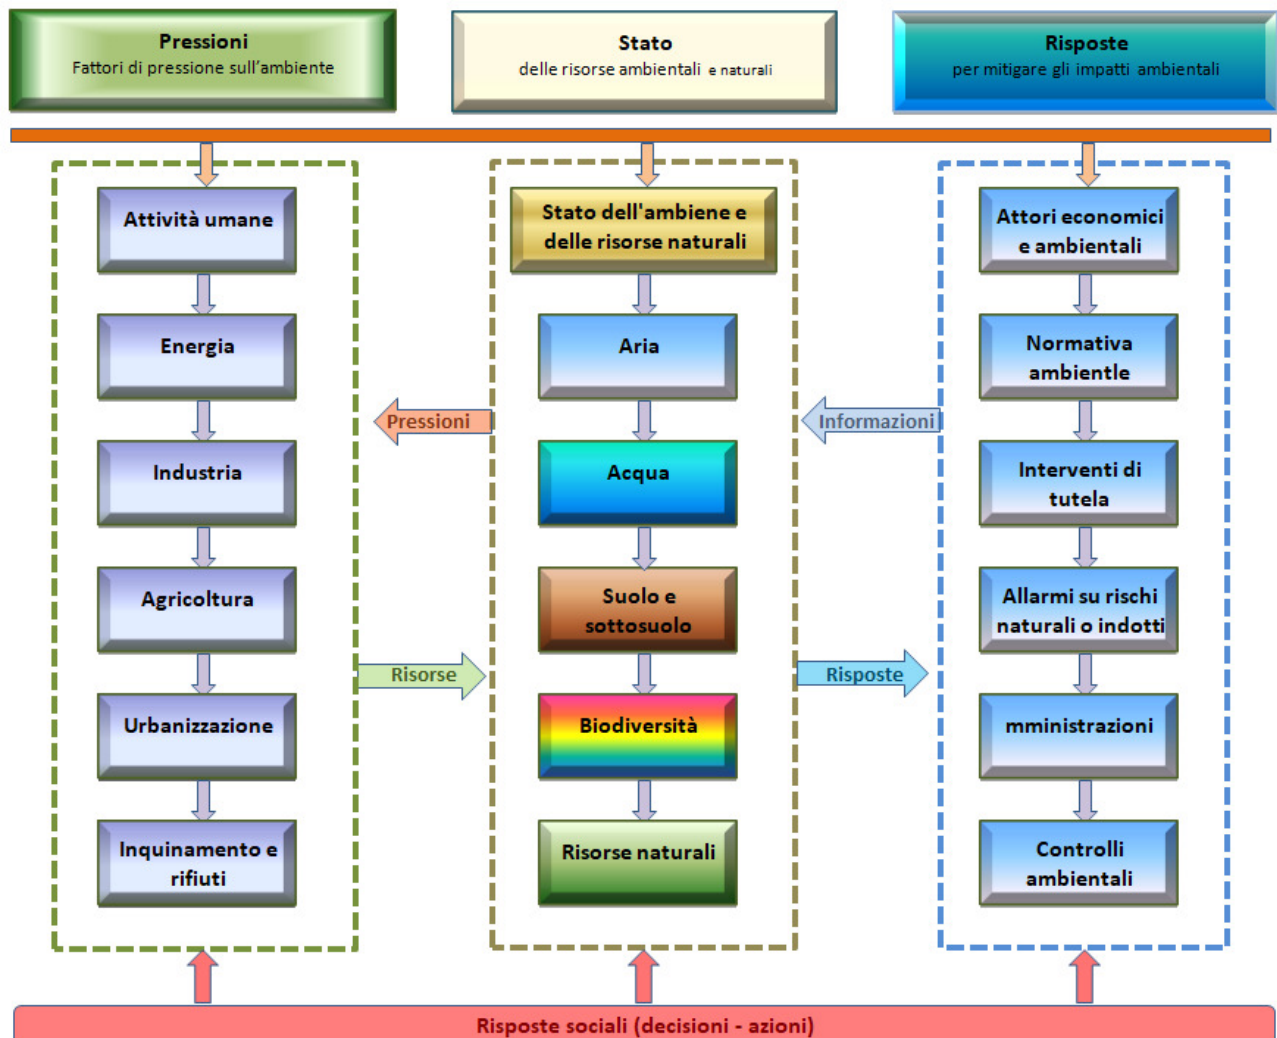 Pressioni
Fattori di pressione sull'ambiente
Stato
delle risorse ambientali e naturali
Risposte
per mitigare gli impatti ambientali
Attività umane
Energia
Industria
Agricoltura
Urbanizzazione
Inquinamento e
rifiuti
Pressioni
Risorse
Stato dell'ambiene e
delle risorse naturali
Aria
Acqua
Suolo e
sottosuolo
Biodiversità
Risorse naturali
Informazioni
Risposte
Attori economici
e ambientali
Normativa
ambientle
Interventi di
tutela
Allarmi su rischi
naturali o indotti
mministrazioni
Controlli
ambientali
Risposte sociali (decisioni - azioni)